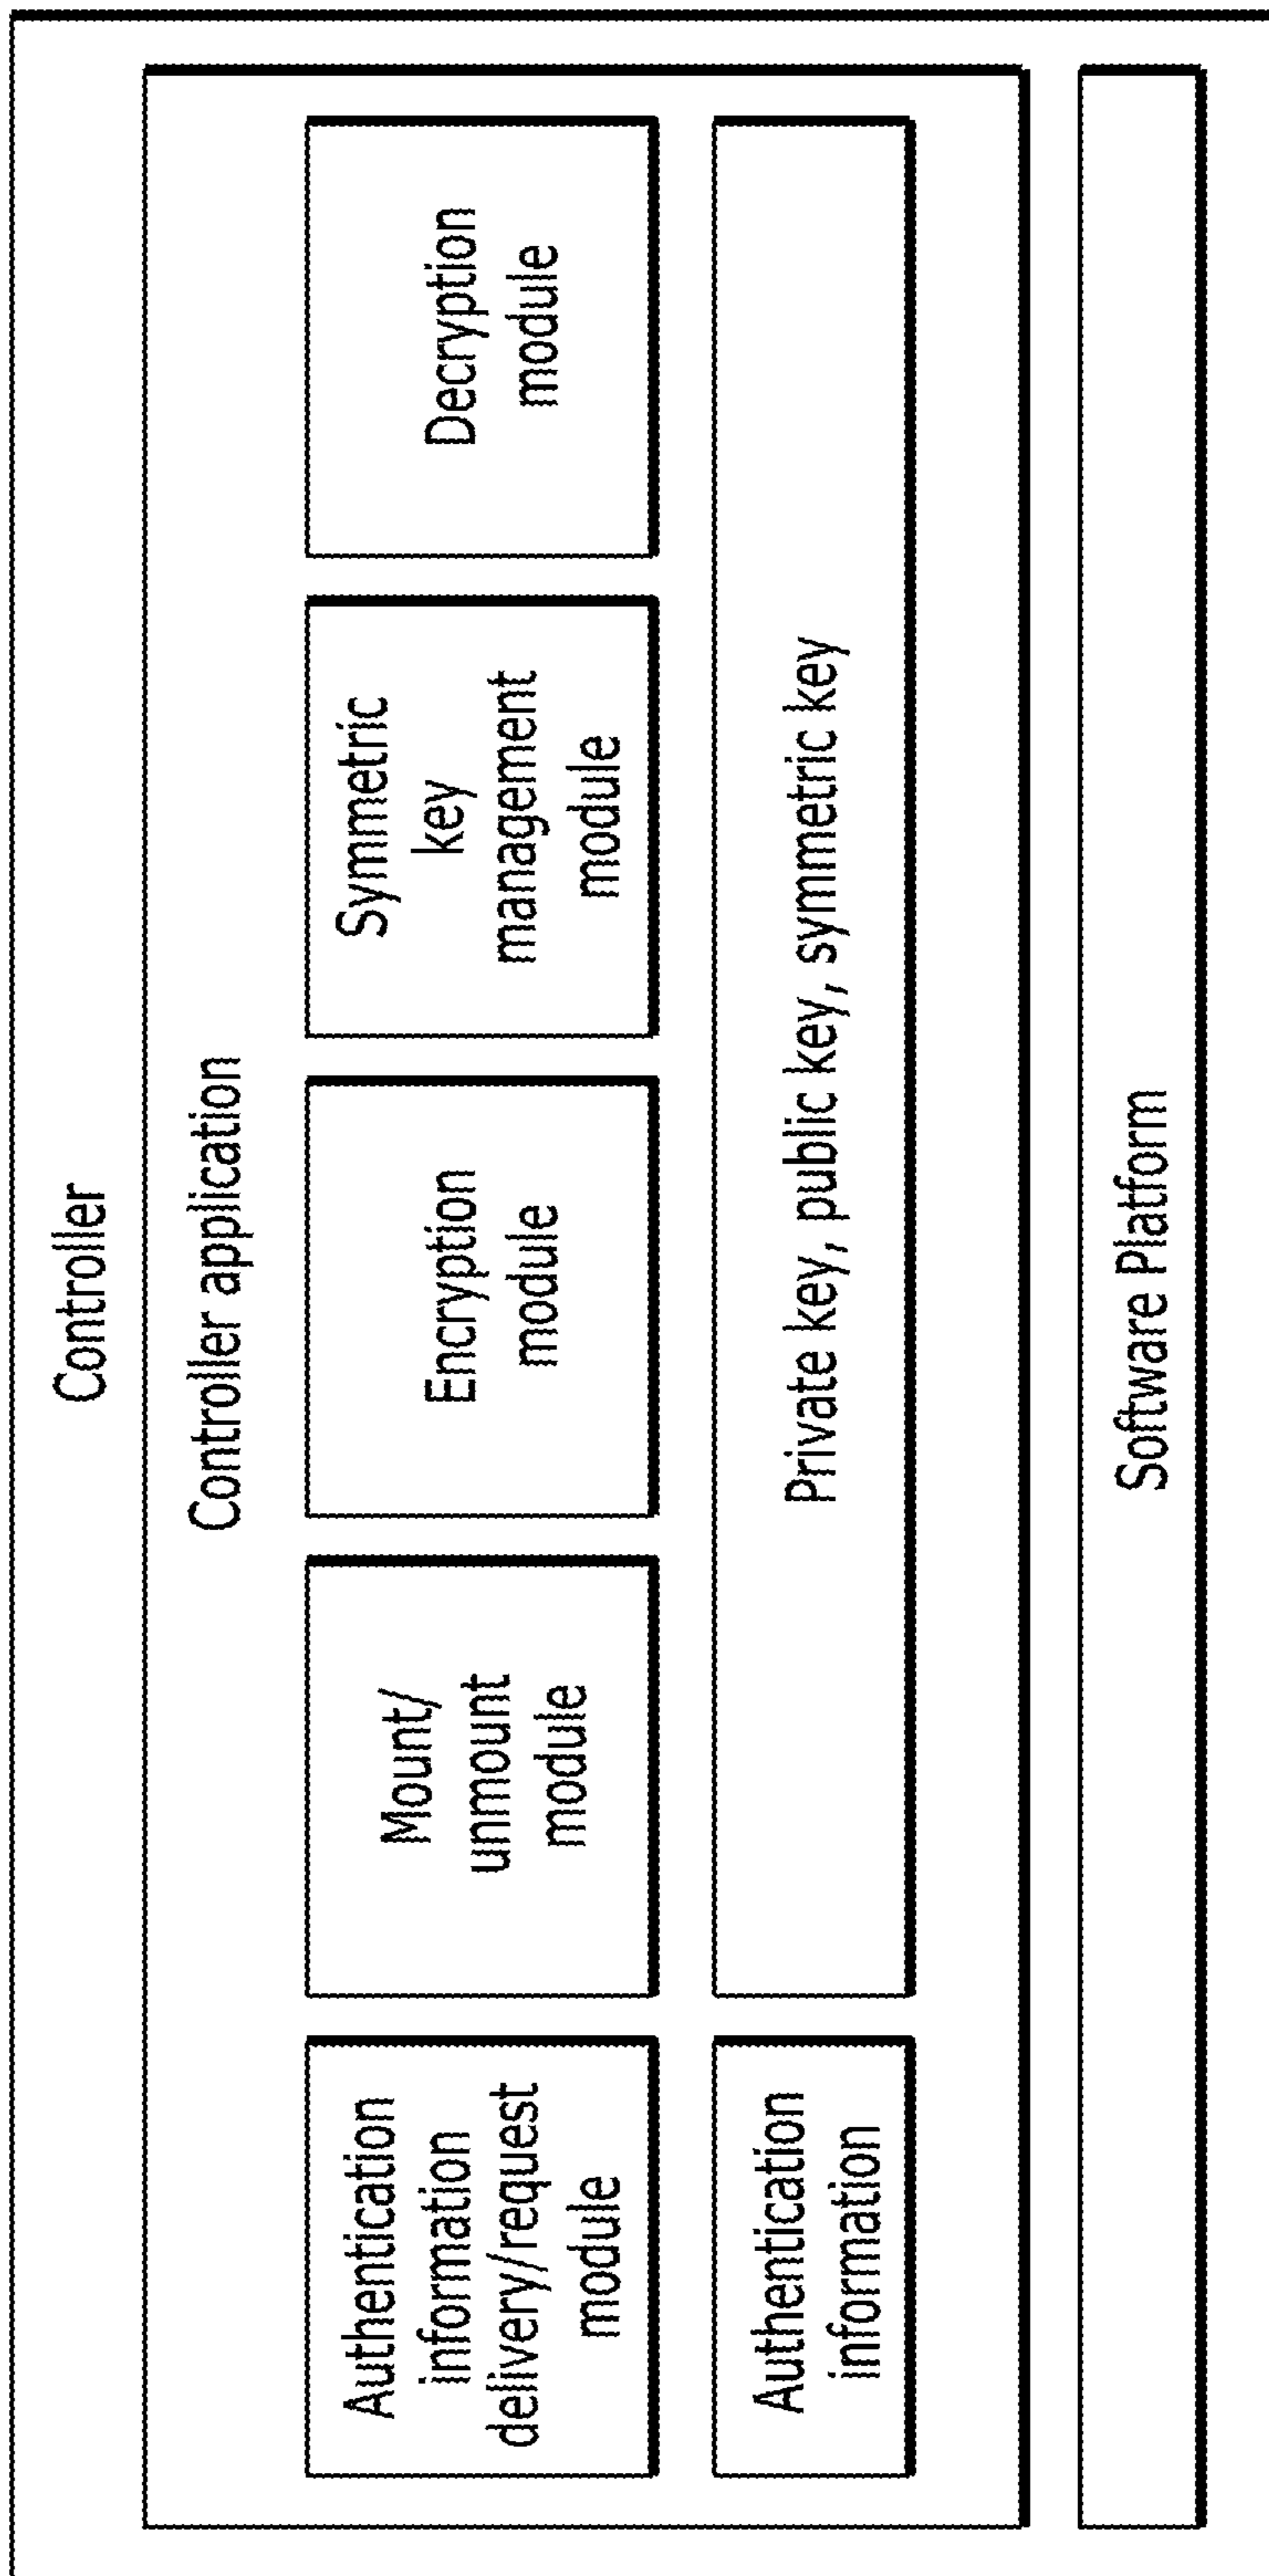 Controller
Controller application
Authentication
information
delivery/request
module
Mount/
unmount
module
Encryption
module
Symmetric
key
management
module
Decryption
module
Authentication
information
Private key, public key, symmetric key
Software Platform